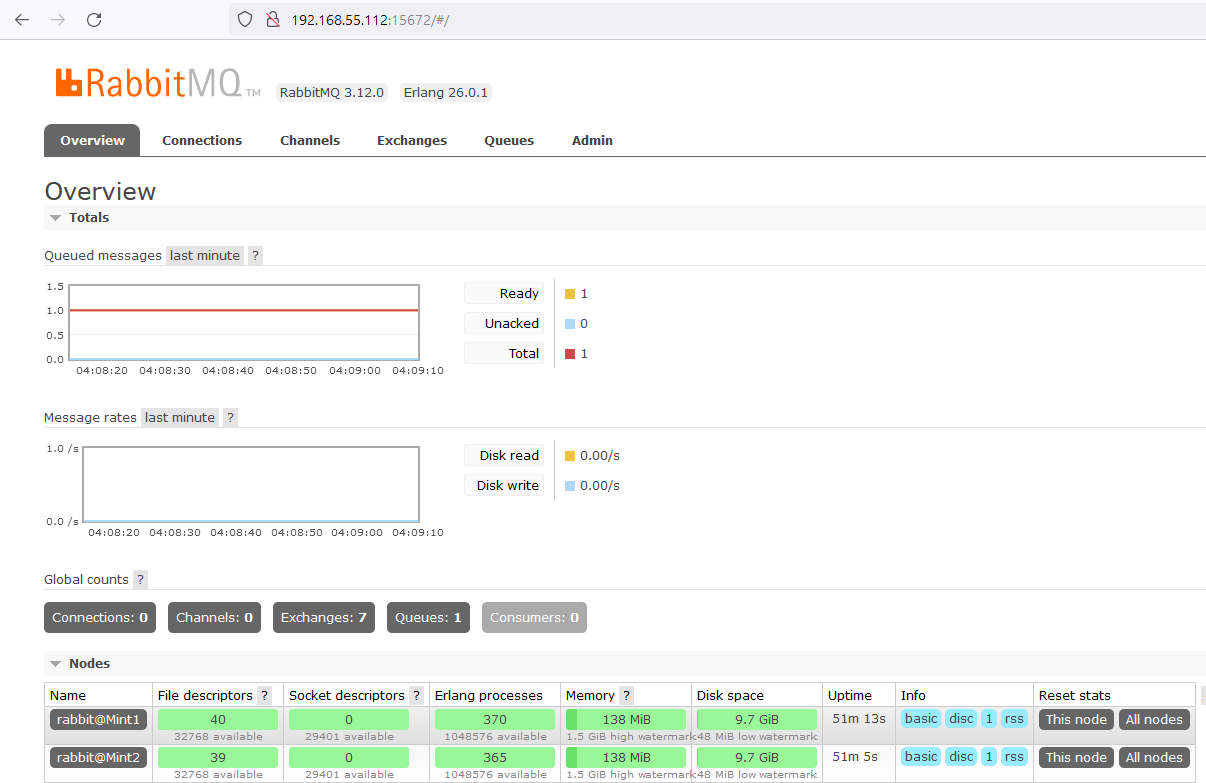 192.168.55.112:15672/#/
RabbitMQ TM RabbitMQ 3.12.0 Erlang 26.0.1
Overview Connections Channels Exchanges Queues Admin
Overview
Totals
Queued messages last minute ?
1.5
1.0
0.5
0.0
04:08:20 04:08:30 04:08:40 04:08:50 04:09:00 04:09:10
Ready 1
Unacked 0
Total 1
Message rates last minute ?
1.0 /s
0.0 /s
04:08:20 04:08:30 04:08:40 04:08:50 04:09:00 04:09:10
Disk read 0.00/s
Disk write 0.00/s
Global counts ?
Connections: 0 Channels: 0 Exchanges: 7 Queues: 1 Consumers: 0
Nodes
Name File descriptors ? Socket descriptors ? Erlang processes Memory ? Disk space Uptime Info Reset stats
rabbit@Mint1 40 0 370 138 MiB 9.7 GiB 51m 13s basic disc 1 rss This node All nodes
32768 available 29401 available 1048576 available 1.5 GiB high watermark 48 MiB low watermark
rabbit@Mint2 39 0 365 138 MiB 9.7 GiB 51m 5s basic disc 1 rss This node All nodes
32768 available 29401 available 1048576 available 1.5 GiB high watermark 48 MiB low watermark